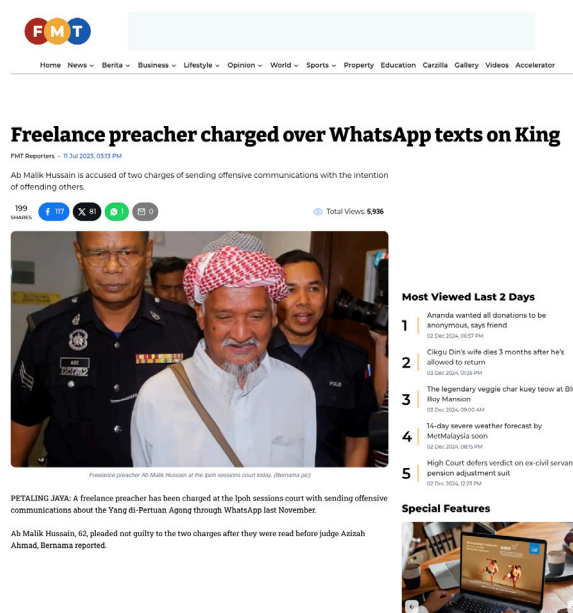 FMT
Home News Berita Business Lifestyle Opinion World Sports Property Education Carzilla Gallery Videos Accelerator
Freelance preacher charged over WhatsApp texts on King
FMT Reporters - 11 Jul 2023, 03:13 PM
Ab Malik Hussain is accused of two charges of sending offensive communications with the intention
of offending others.
199
SHARES
117
81
1
0
Total Views: 5,936
POLIS
Freelance preacher Ab Malik Hussain at the Ipoh sessions court today. (Bernama pic)
PETALING JAYA: A freelance preacher has been charged at the Ipoh sessions court with sending offensive
communications about the Yang di-Pertuan Agong through WhatsApp last November.
Ab Malik Hussain, 62, pleaded not guilty to the two charges after they were read before judge Azizah
Ahmad, Bernama reported.
Most Viewed Last 2 Days
1
Ananda wanted all donations to be
anonymous, says friend
02 Dec 2024, 06:57 PM
2
Cikgu Din's wife dies 3 months after he's
allowed to return
03 Dec 2024, 01:35 PM
3
The legendary veggie char kuey teow at Bl
Boy Mansion
03 Dec 2024, 09:00 AM
4
14-day severe weather forecast by
MetMalaysia soon
02 Dec 2024, 08:15 PM
5
High Court defers verdict on ex-civil servan
pension adjustment suit
02 Dec 2024, 12:23 PM
Special Features